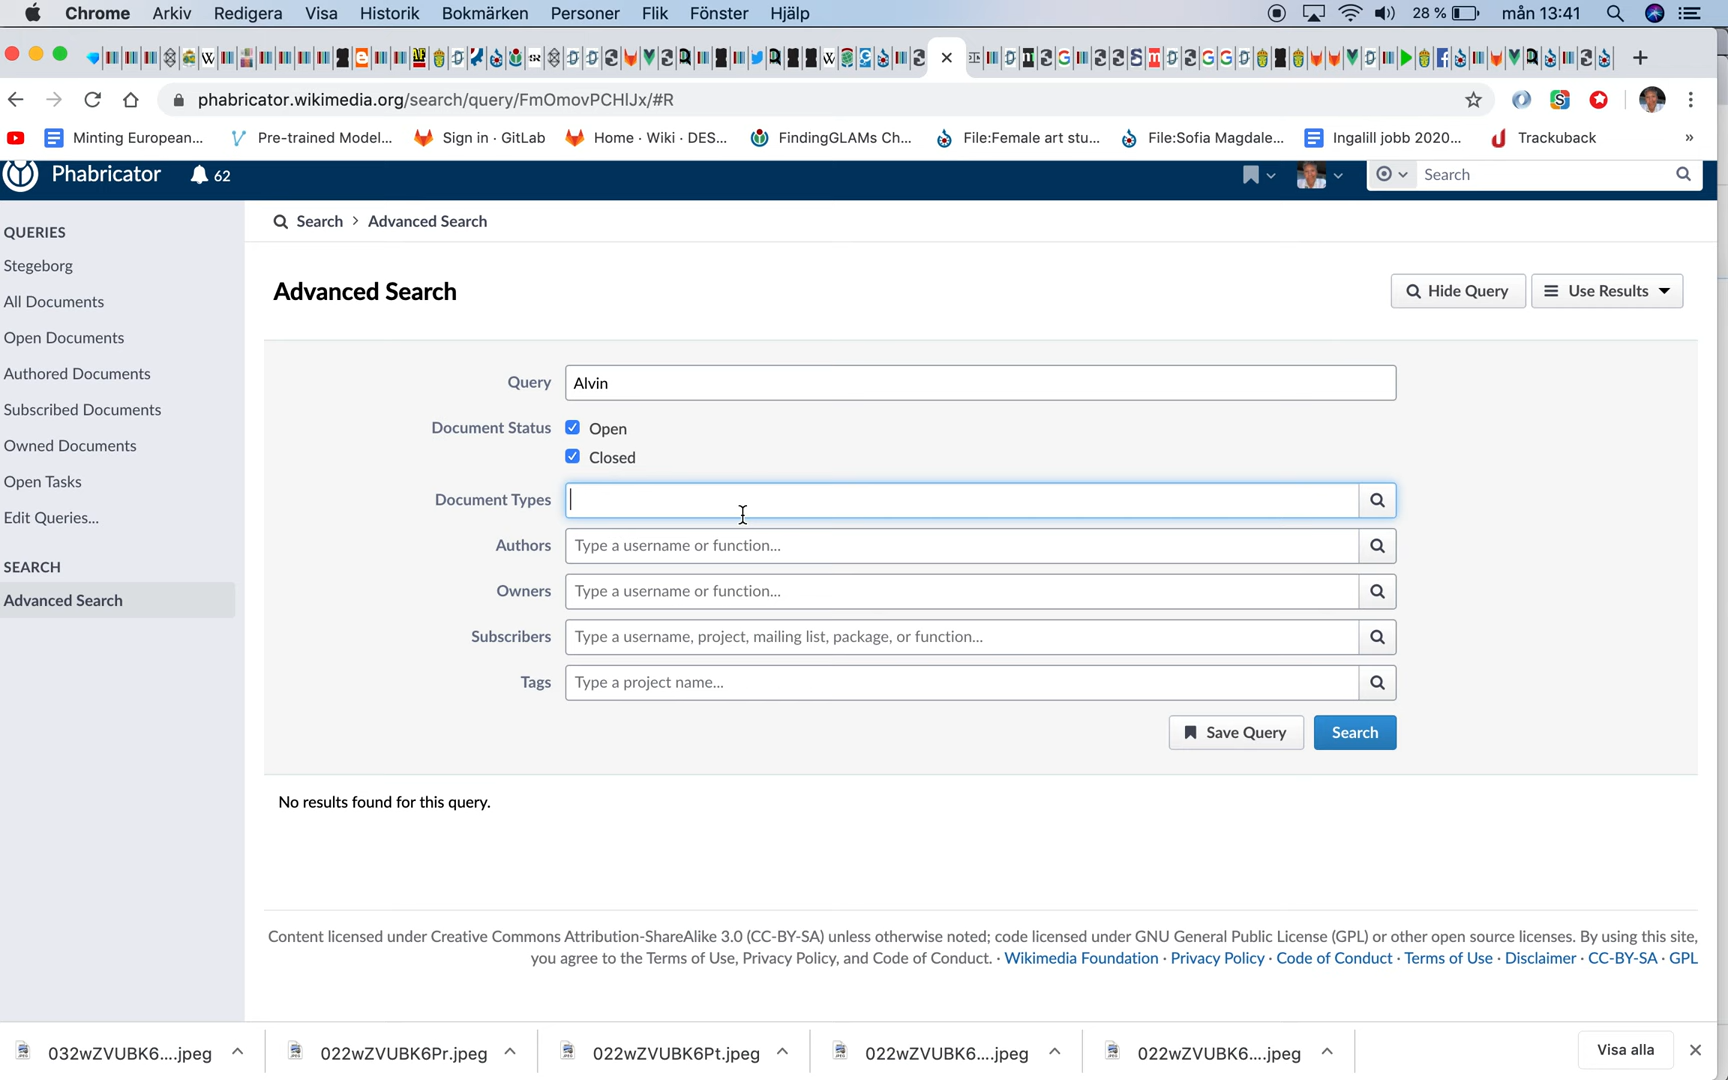 Chrome Arkiv Redigera Visa Historik Bokmärken Personer Flik Fönster Hjälp 28 % mån 13:41
phabricator.wikimedia.org/search/query/FmOmovPCHIJx/#R
Minting European... Pre-trained Model... Sign in · GitLab Home · Wiki · DES... FindingGLAMs Ch... File:Female art stu... File:Sofia Magdale... Ingalill jobb 2020... Trackuback »
Phabricator 62 Search
QUERIES
Stegeborg
All Documents
Open Documents
Authored Documents
Subscribed Documents
Owned Documents
Open Tasks
Edit Queries...
SEARCH
Advanced Search
Search > Advanced Search
Advanced Search Hide Query Use Results
Query Alvin
Document Status Open
Closed
Document Types
Authors Type a username or function...
Owners Type a username or function...
Subscribers Type a username, project, mailing list, package, or function...
Tags Type a project name...
Save Query Search
No results found for this query.
Content licensed under Creative Commons Attribution-ShareAlike 3.0 (CC-BY-SA) unless otherwise noted; code licensed under GNU General Public License (GPL) or other open source licenses. By using this site,
you agree to the Terms of Use, Privacy Policy, and Code of Conduct. · Wikimedia Foundation · Privacy Policy · Code of Conduct · Terms of Use · Disclaimer · CC-BY-SA · GPL
032wZVUBK6....jpeg 022wZVUBK6Pr.jpeg 022wZVUBK6Pt.jpeg 022wZVUBK6....jpeg 022wZVUBK6....jpeg Visa alla